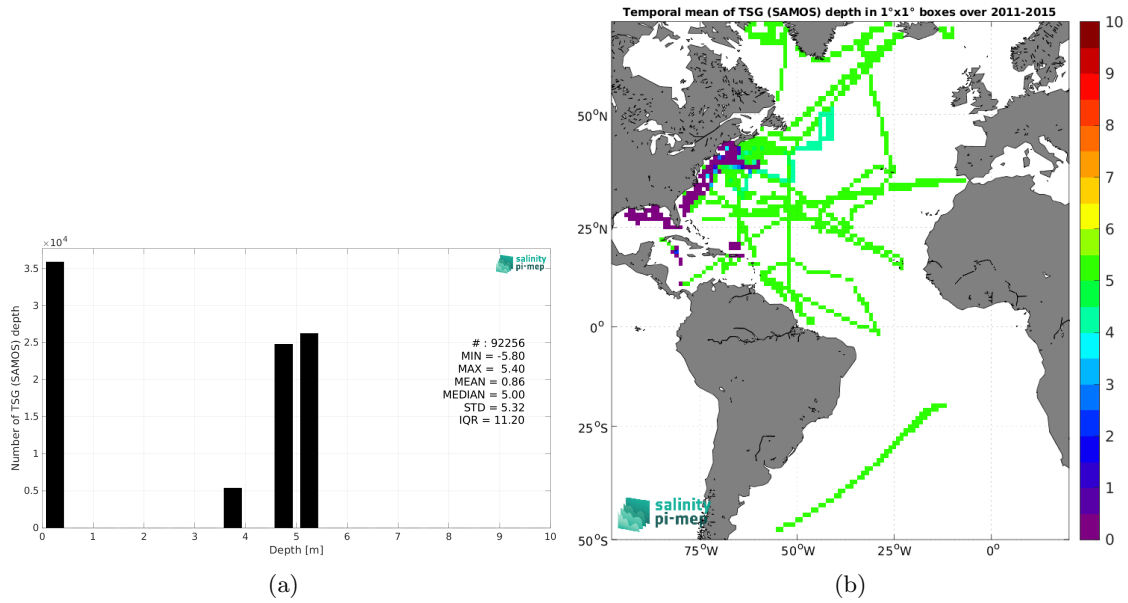 Temporal mean of TSG (SAMOS) depth in 1°x1° boxes over 2011-2015
×10⁴
3.5
3
2.5
2
1.5
1
0.5
0
Number of TSG (SAMOS) depth
salinity
pi-mep
# : 92256
MIN = -5.80
MAX = 5.40
MEAN = 0.86
MEDIAN = 5.00
STD = 5.32
IQR = 11.20
0 1 2 3 4 5 6 7 8 9 10
Depth [m]
(a)
50°N
25°N
0°
25°S
50°S
75°W 50°W 25°W 0°
salinity
pi-mep
10
9
8
7
6
5
4
3
2
1
0
(b)